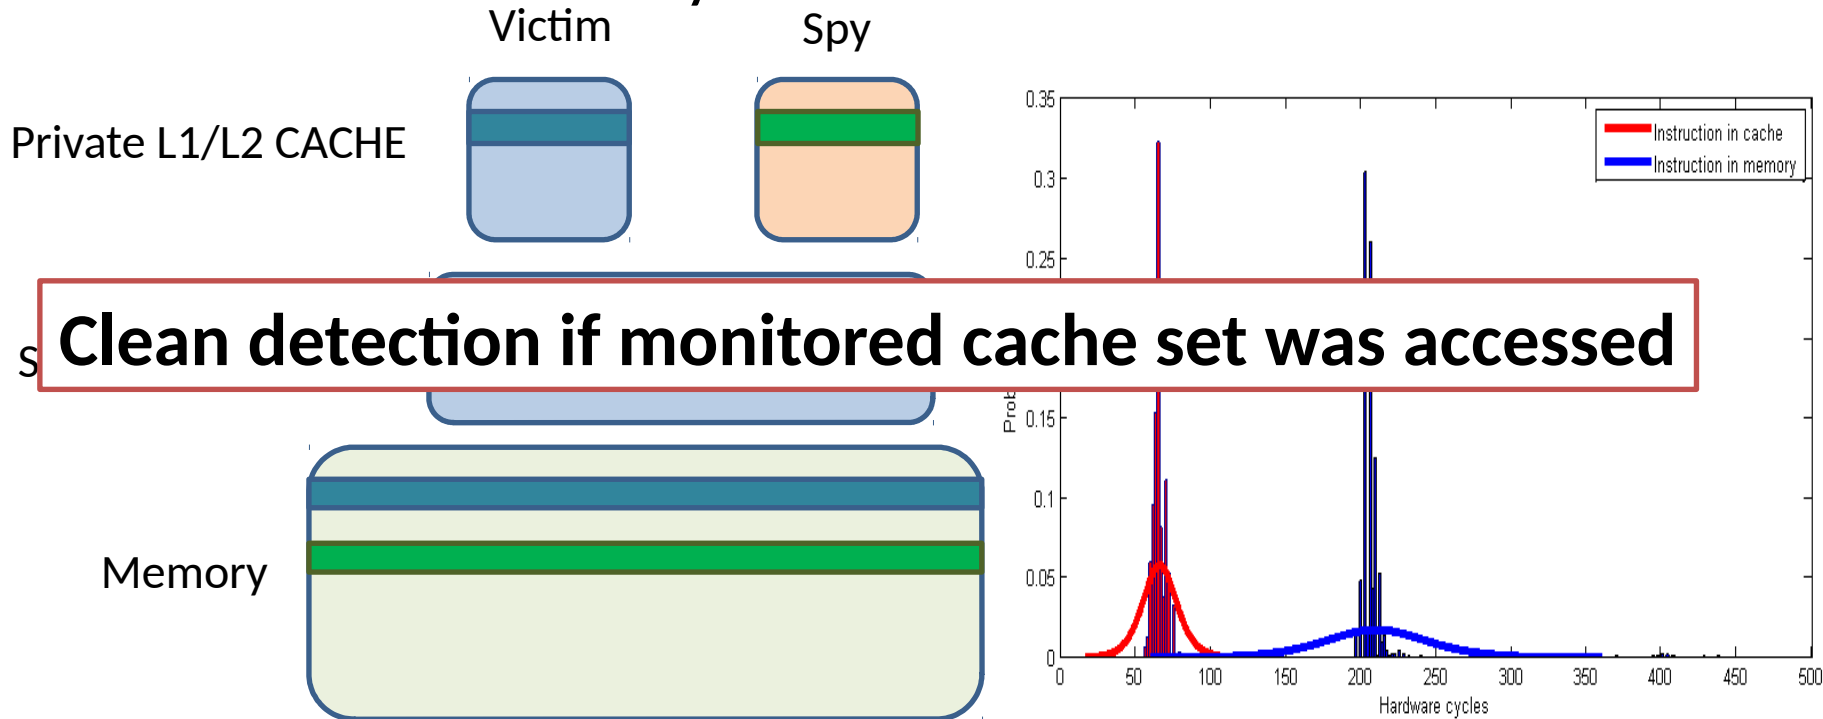 Victim
Spy
Private L1/L2 CACHE
Clean detection if monitored cache set was accessed
Memory
0.35
0.3
0.25
0.15
0.1
0.05
0
0 50 100 150 200 250 300 350 400 450 500
Hardware cycles
Instruction in cache
Instruction in memory